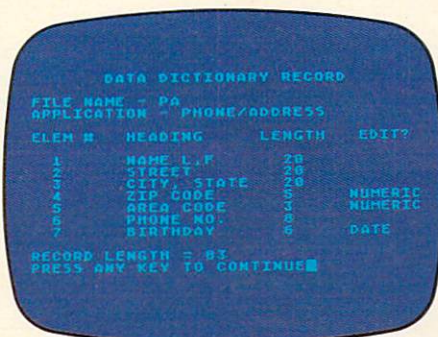 DATA DICTIONARY RECORD
FILE NAME - PA
APPLICATION - PHONE/ADDRESS
ELEM # HEADING LENGTH EDIT?
1 NAME L,F 20
2 STREET 20
3 CITY, STATE 20
4 ZIP CODE 5 NUMERIC
5 AREA CODE 3 NUMERIC
6 PHONE NO. 8
7 BIRTHDAY 6 DATE
RECORD LENGTH = 83
PRESS ANY KEY TO CONTINUE